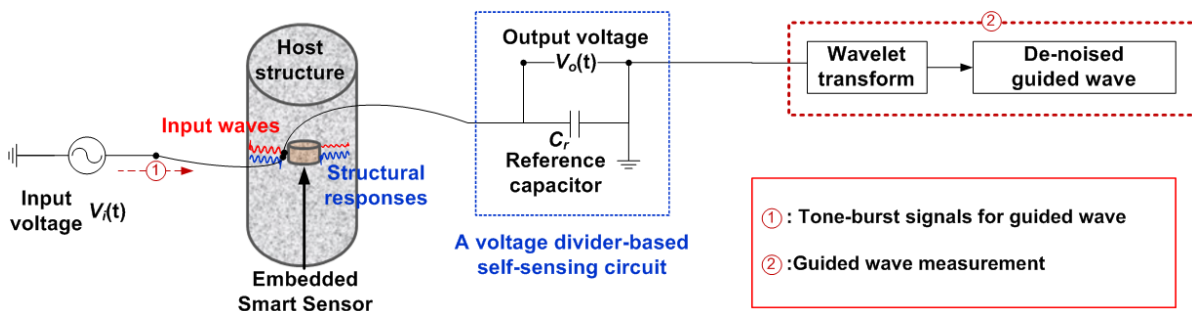 Input
voltage Vi(t)
1
Host
structure
Input waves
Structural
responses
Embedded
Smart Sensor
Output voltage
Vo(t)
Cr
Reference
capacitor
A voltage divider-based
self-sensing circuit
2
Wavelet
transform
De-noised
guided wave
1 : Tone-burst signals for guided wave
2 :Guided wave measurement